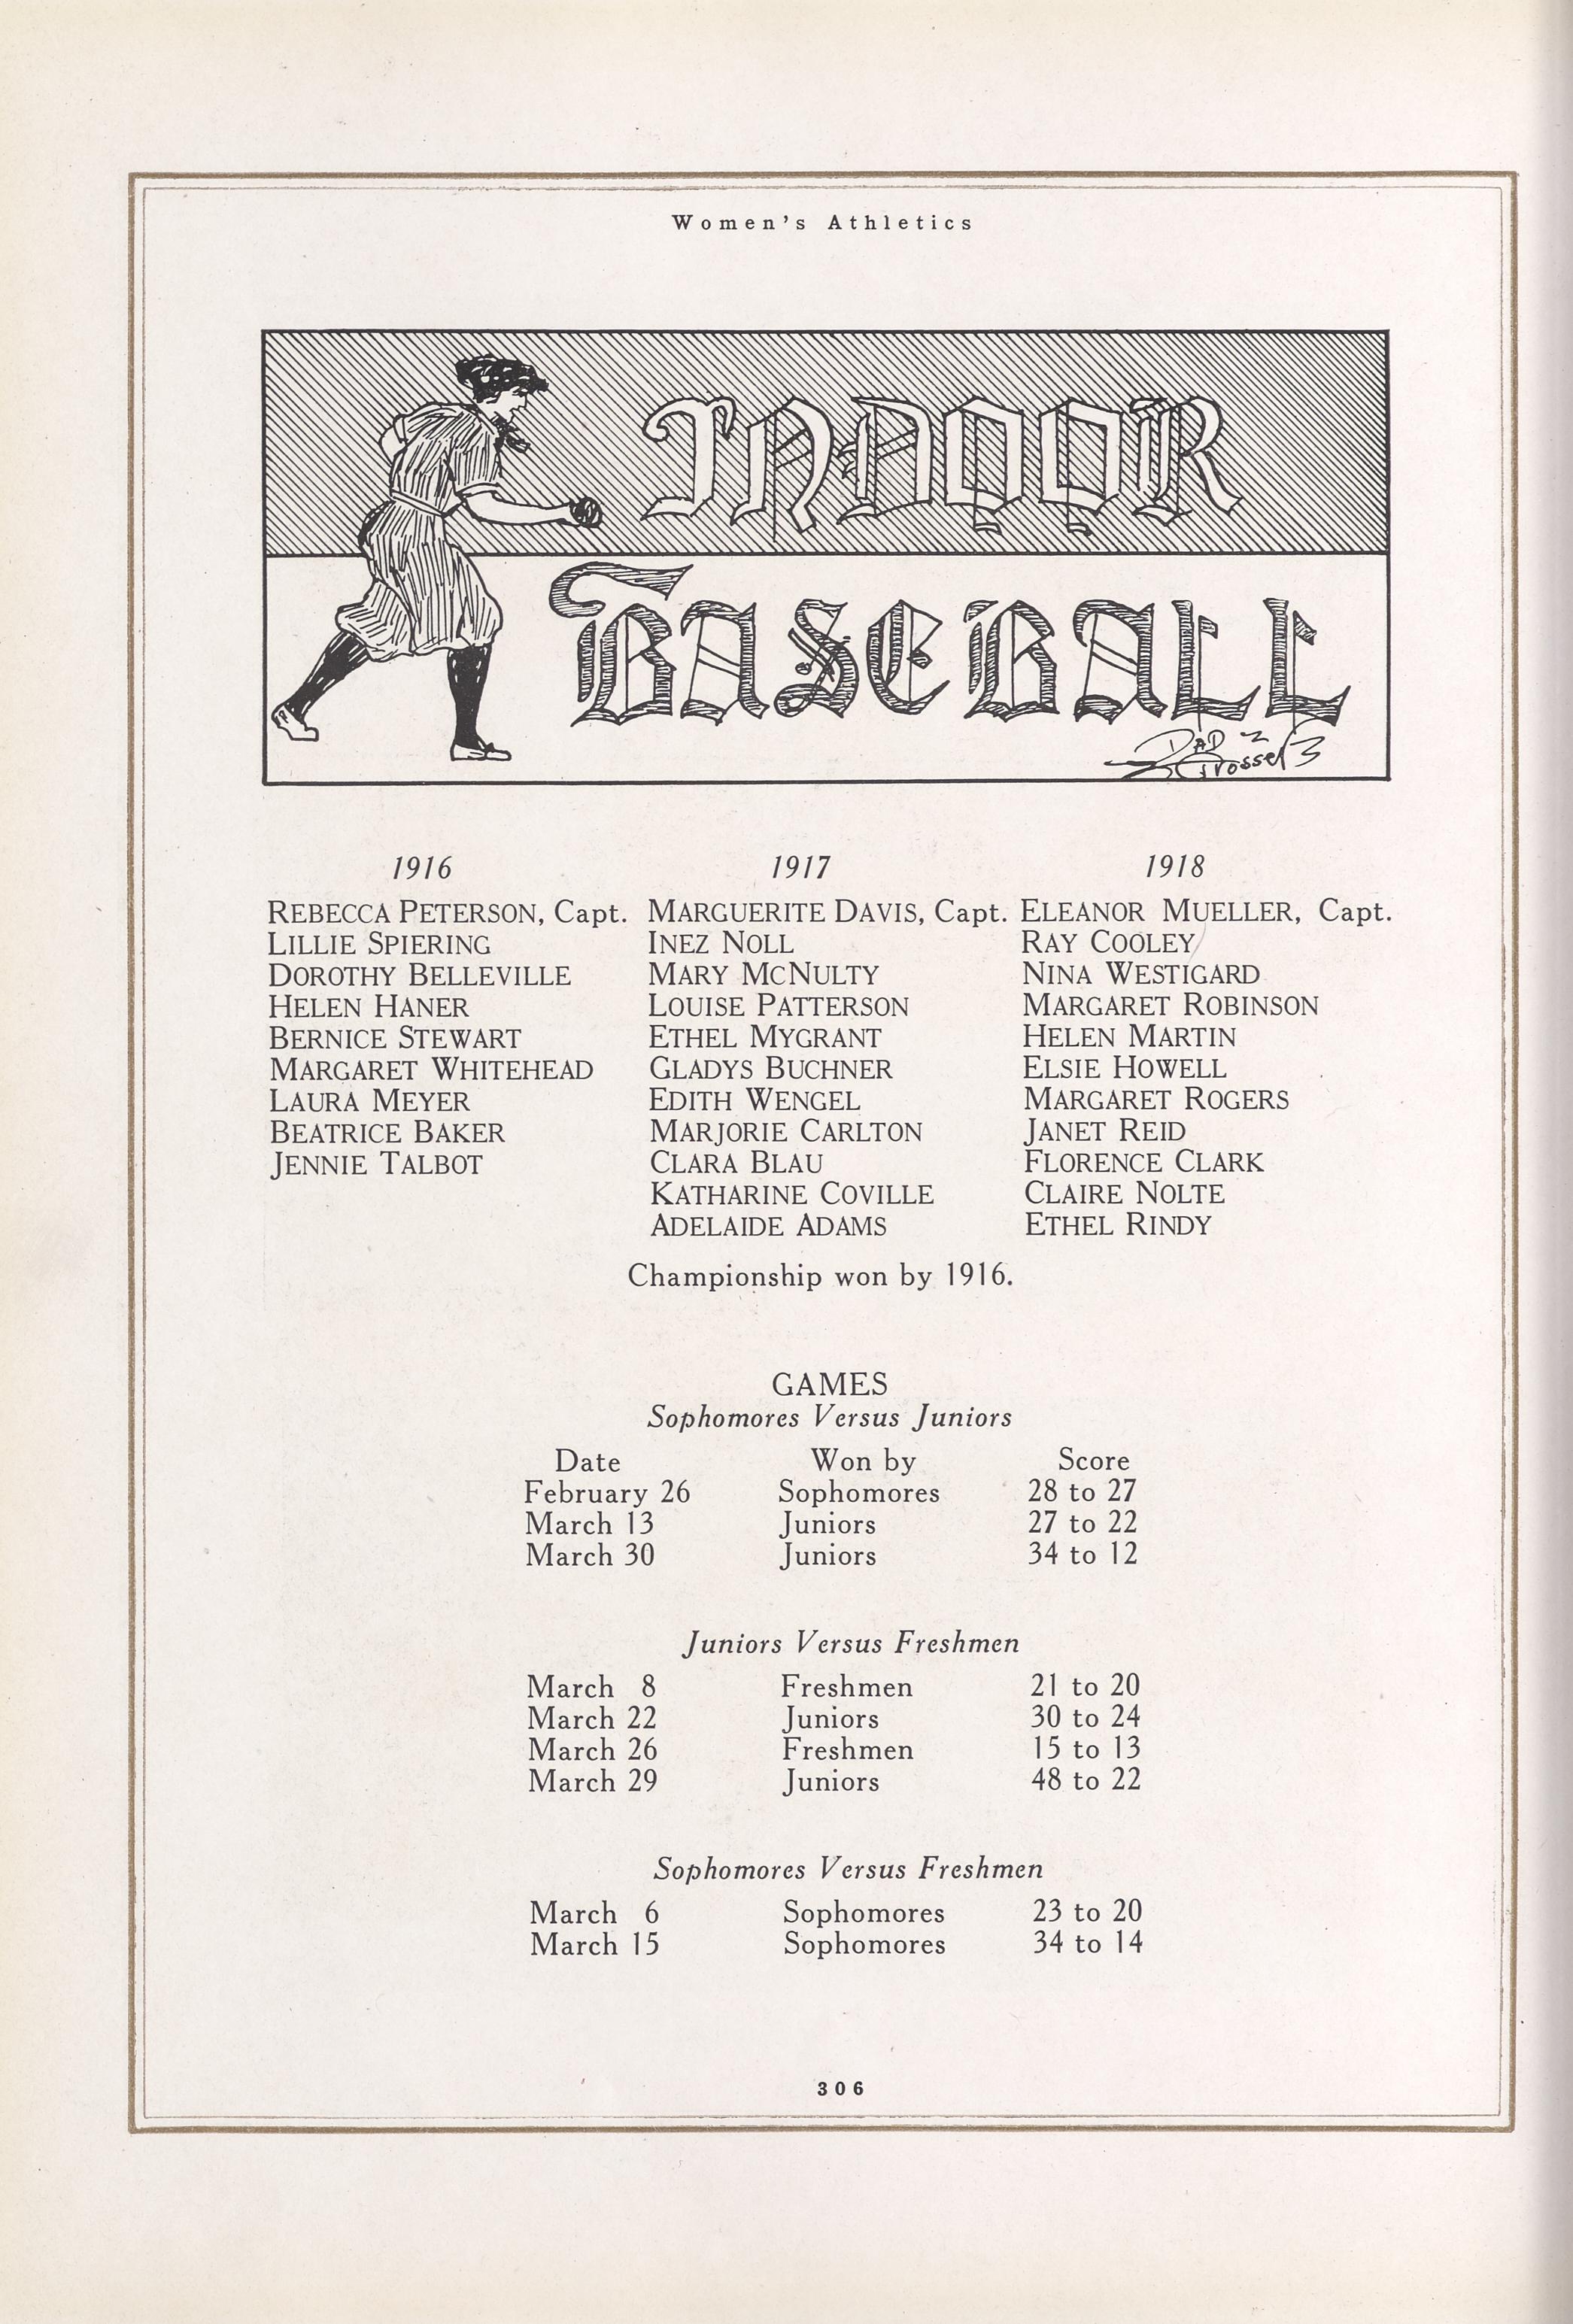 Women's Athletics
INDOOR
BASEBALL
DAD
Grossel
1916
REBECCA PETERSON, Capt.
LILLIE SPIERING
DOROTHY BELLEVILLE
HELEN HANER
BERNICE STEWART
MARGARET WHITEHEAD
LAURA MEYER
BEATRICE BAKER
JENNIE TALBOT
1917
MARGUERITE DAVIS, Capt.
INEZ NOLL
MARY MCNULTY
LOUISE PATTERSON
ETHEL MYGRANT
GLADYS BUCHNER
EDITH WENGEL
MARJORIE CARLTON
CLARA BLAU
KATHARINE COVILLE
ADELAIDE ADAMS
1918
ELEANOR MUELLER, Capt.
RAY COOLEY
NINA WESTIGARD
MARGARET ROBINSON
HELEN MARTIN
ELSIE HOWELL
MARGARET ROGERS
JANET REID
FLORENCE CLARK
CLAIRE NOLTE
ETHEL RINDY
Championship won by 1916.
GAMES
Sophomores Versus Juniors
Date Won by Score
February 26 Sophomores 28 to 27
March 13 Juniors 27 to 22
March 30 Juniors 34 to 12
Juniors Versus Freshmen
March 8 Freshmen 21 to 20
March 22 Juniors 30 to 24
March 26 Freshmen 15 to 13
March 29 Juniors 48 to 22
Sophomores Versus Freshmen
March 6 Sophomores 23 to 20
March 15 Sophomores 34 to 14
306